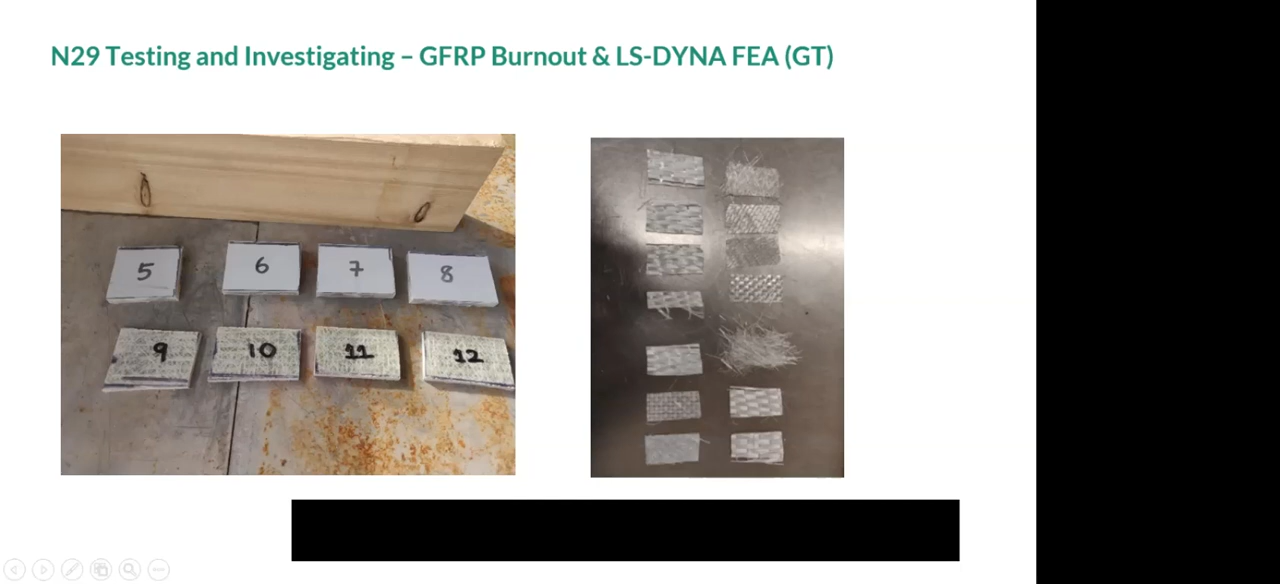 N29 Testing and Investigating – GFRP Burnout & LS-DYNA FEA (GT)
5 6 7 8
9 10 11 12